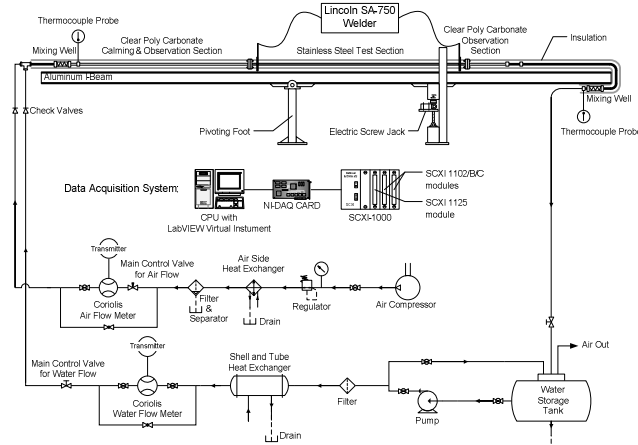 Lincoln SA-750
Welder
Thermocouple Probe
Clear Poly Carbonate
Calming & Observation Section
Stainless Steel Test Section
Clear Poly Carbonate
Observation
Section
Insulation
Mixing Well
Aluminum I-Beam
Mixing Well
Check Valves
Pivoting Foot
Electric Screw Jack
Thermocouple Probe
Data Acquisition System:
CPU with
LabVIEW Virtual Instument
NI-DAQ CARD
SCXI-1000
SCXI 1102/B/C
modules
SCXI 1125
module
Transmitter
Main Control Valve
for Air Flow
Air Side
Heat Exchanger
Coriolis
Air Flow Meter
Filter
&
Separator
Drain
Regulator
Air Compressor
Transmitter
Main Control Valve
for Water Flow
Shell and Tube
Heat Exchanger
Air Out
Coriolis
Water Flow Meter
Drain
Filter
Pump
Water
Storage
Tank